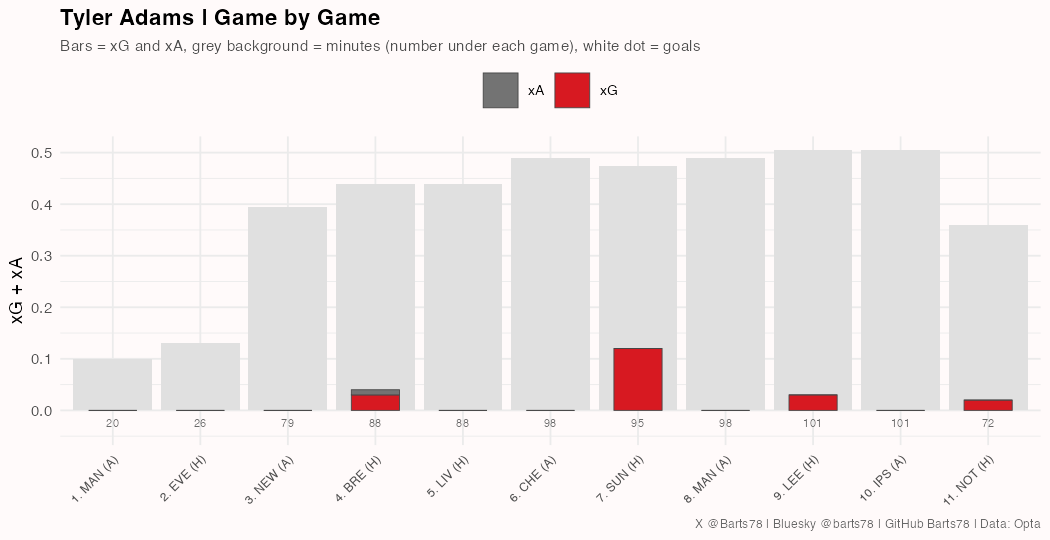 Tyler Adams | Game by Game
Bars = xG and xA, grey background = minutes (number under each game), white dot = goals
xA xG
xG + xA
0.5
0.4
0.3
0.2
0.1
0.0
20 26 79 88 88 98 95 98 101 101 72
1. MAN (A) 2. EVE (H) 3. NEW (A) 4. BRE (H) 5. LIV (H) 6. CHE (A) 7. SUN (H) 8. MAN (A) 9. LEE (H) 10. IPS (A) 11. NOT (H)
X @Barts78 | Bluesky @barts78 | GitHub Barts78 | Data: Opta